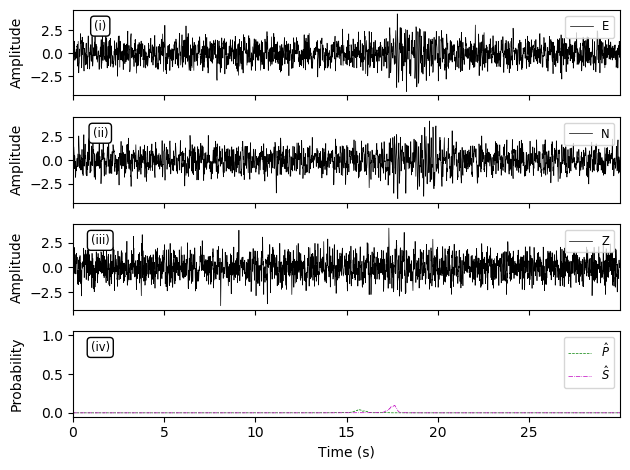 (i)
E
Amplitude
2.5
0.0
−2.5
(ii)
N
Amplitude
2.5
0.0
−2.5
(iii)
Z
Amplitude
2.5
0.0
−2.5
(iv)
P̂
Ŝ
Probability
1.0
0.5
0.0
0 5 10 15 20 25
Time (s)